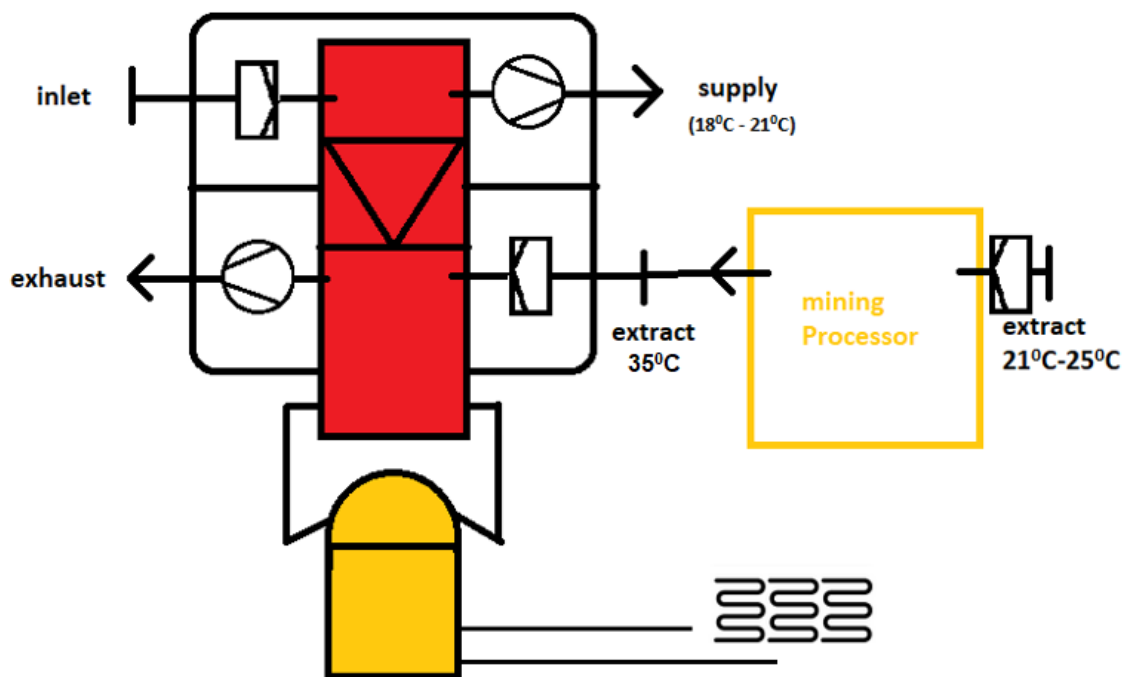 inlet
supply
(18⁰C - 21⁰C)
exhaust
extract
35⁰C
mining
Processor
extract
21⁰C-25⁰C